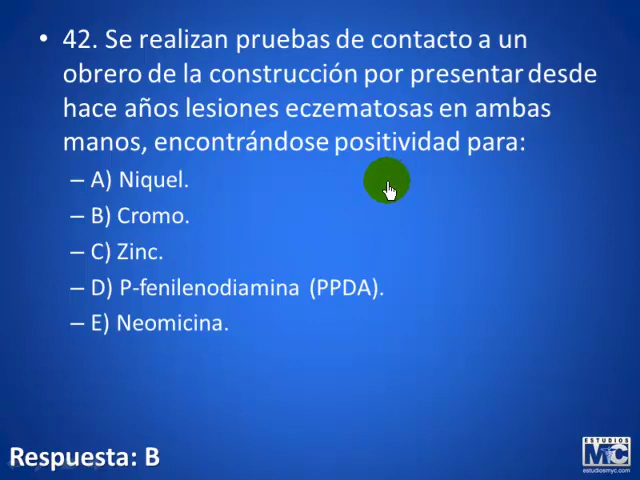 • 42. Se realizan pruebas de contacto a un
obrero de la construcción por presentar desde
hace años lesiones eczematosas en ambas
manos, encontrándose positividad para:
– A) Niquel.
– B) Cromo.
– C) Zinc.
– D) P-fenilenodiamina (PPDA).
– E) Neomicina.
Respuesta: B
ESTUDIOS
MyC
estudiosmyc.com